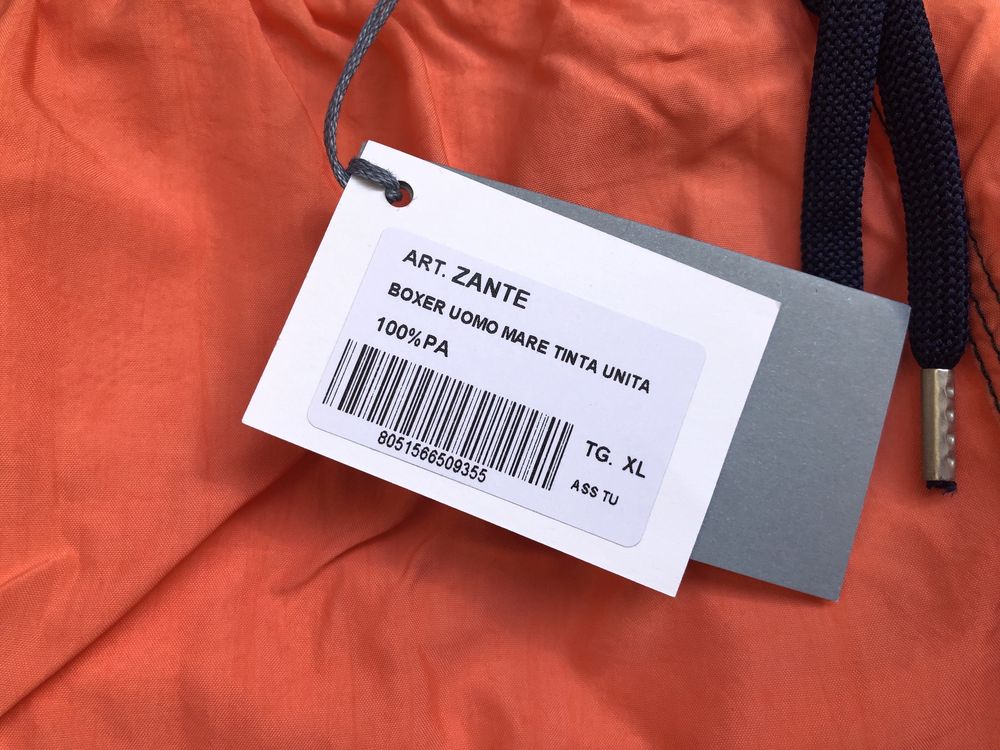 ART. ZANTE
BOXER UOMO MARE TINTA UNITA
100%PA
8051566509355
TG. XL
ASS TU